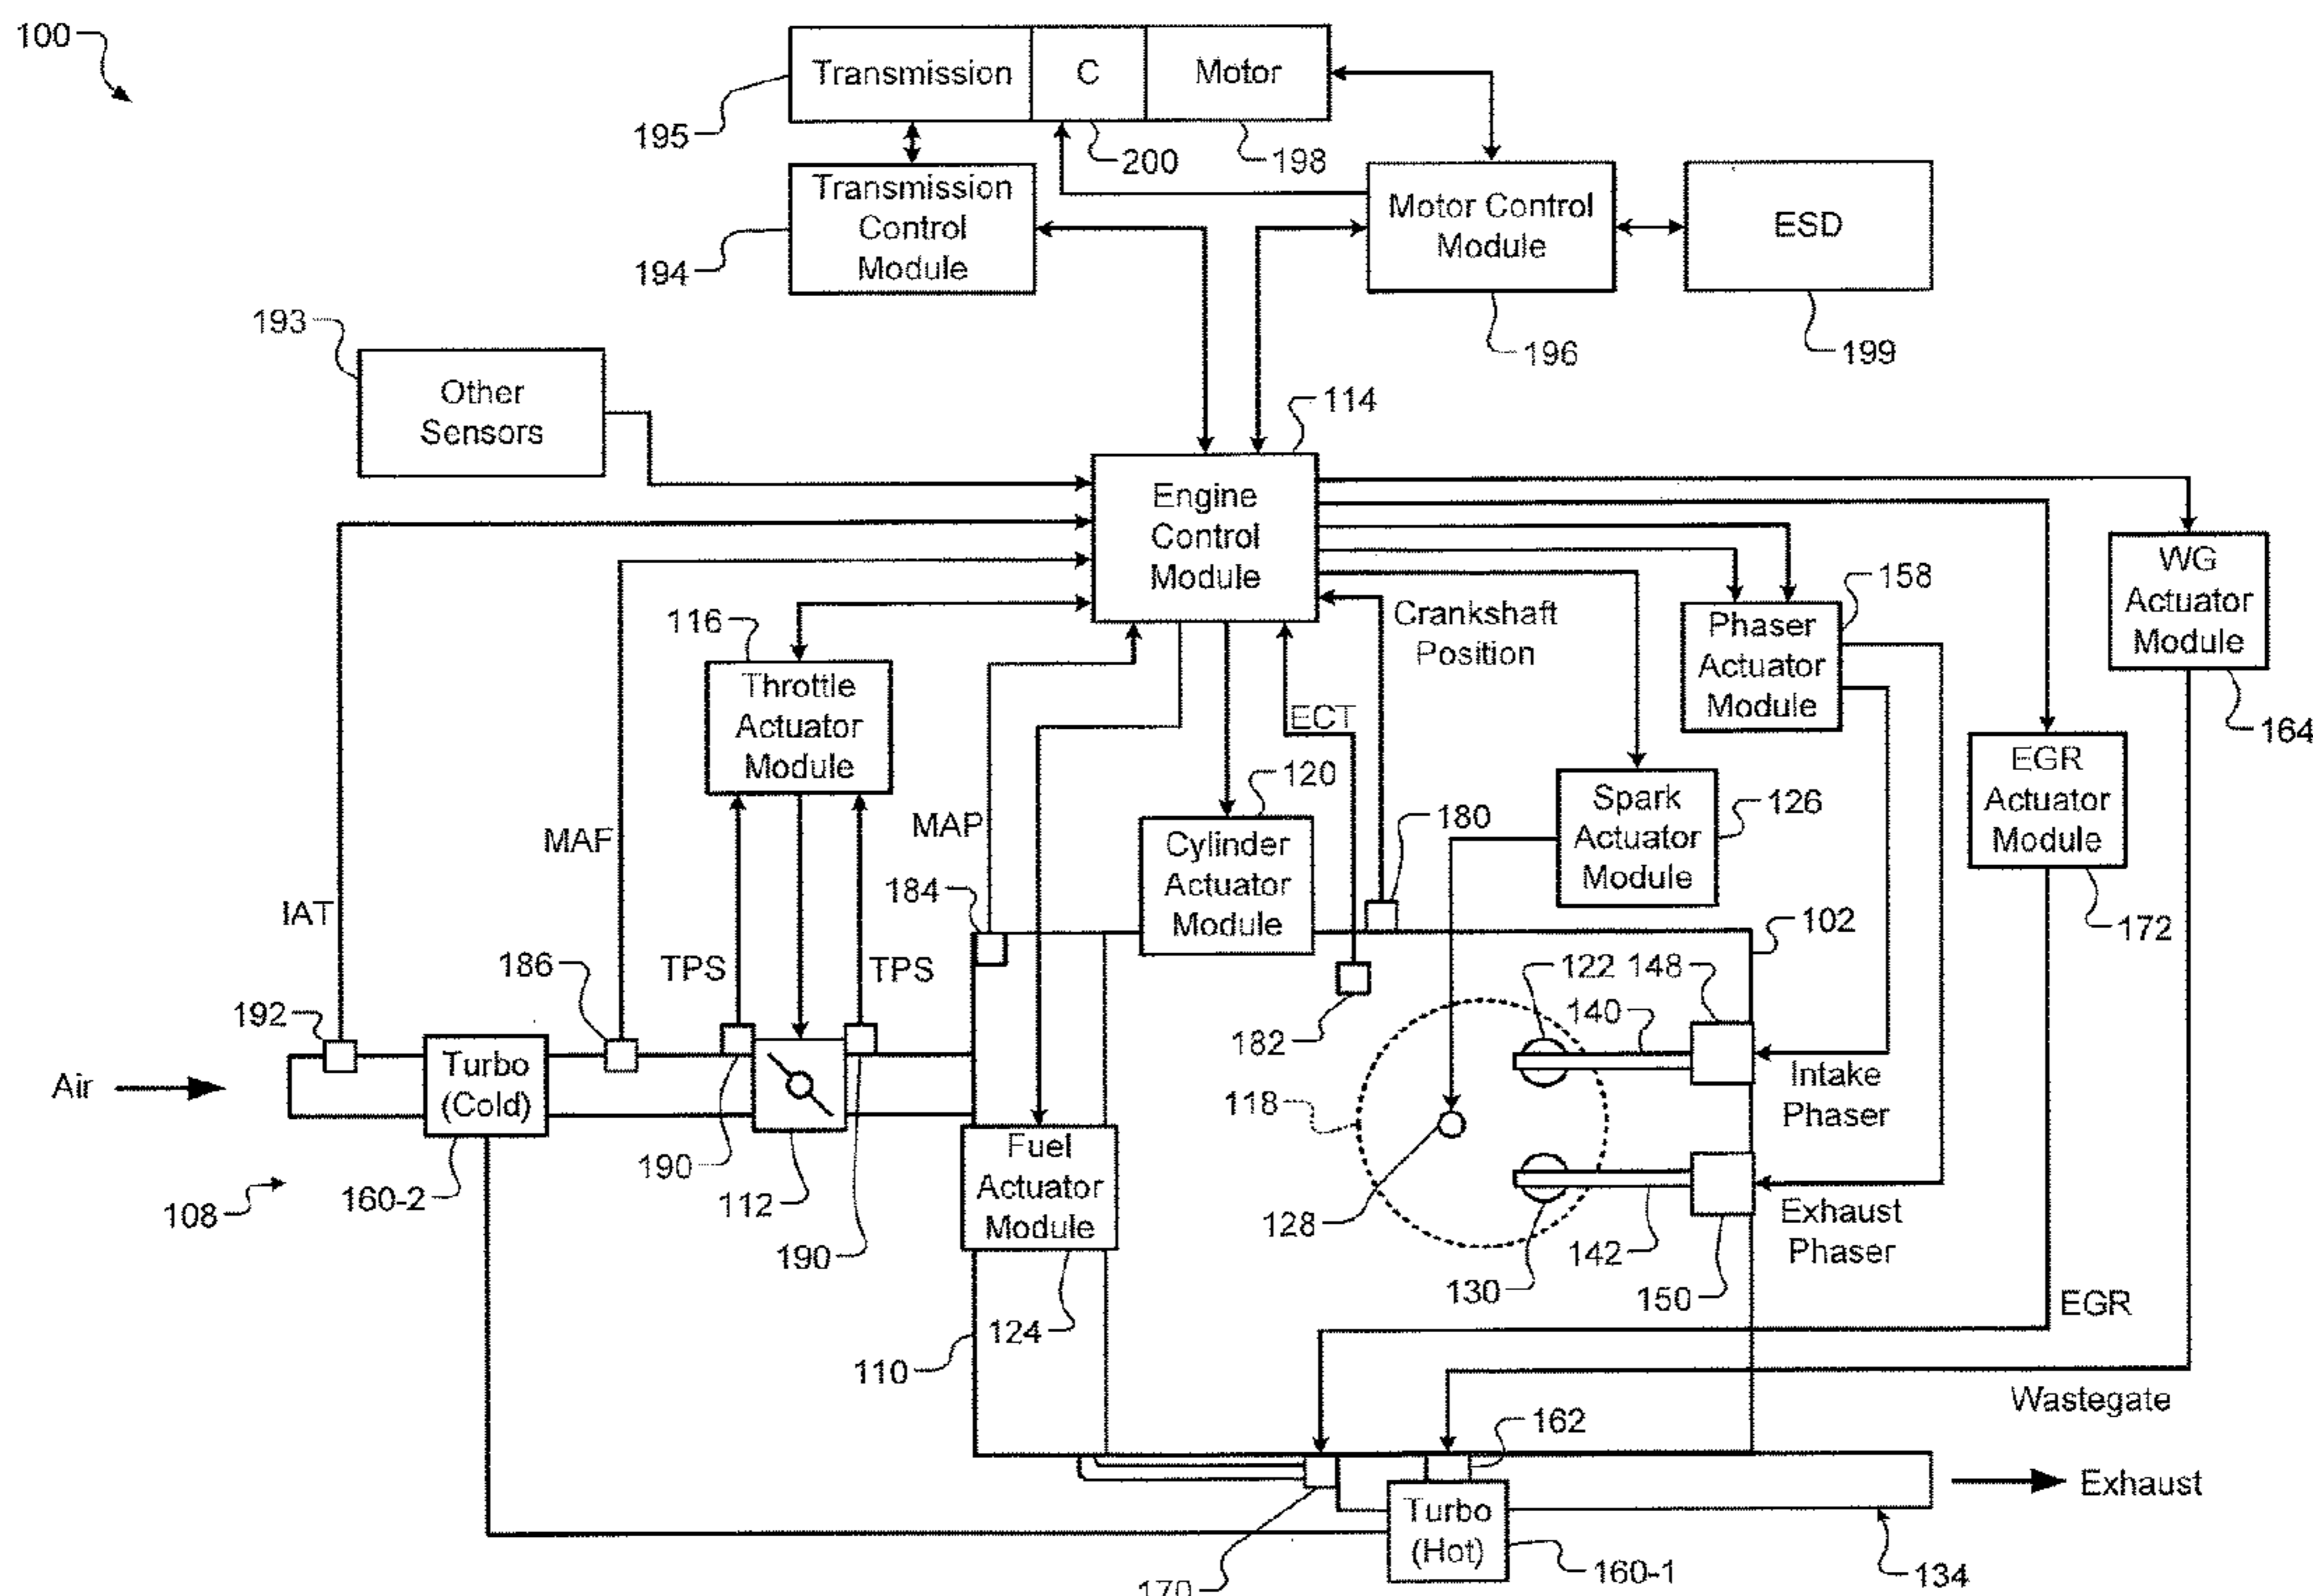 100
Transmission
C
Motor
195
200
198
Transmission
Control
Module
194
Motor Control
Module
196
ESD
199
193
Other
Sensors
114
Engine
Control
Module
Crankshaft
Position
ECT
116
Throttle
Actuator
Module
158
Phaser
Actuator
Module
WG
Actuator
Module
164
EGR
Actuator
Module
172
120
Cylinder
Actuator
Module
180
Spark
Actuator
Module
126
MAF
MAP
IAT
184
102
186
TPS
TPS
192
182
122
148
140
Air
Turbo
(Cold)
118
Intake
Phaser
190
Fuel
Actuator
Module
108
160-2
112
190
128
130
142
150
Exhaust
Phaser
124
110
EGR
Wastegate
162
Exhaust
Turbo
(Hot)
170
160-1
134